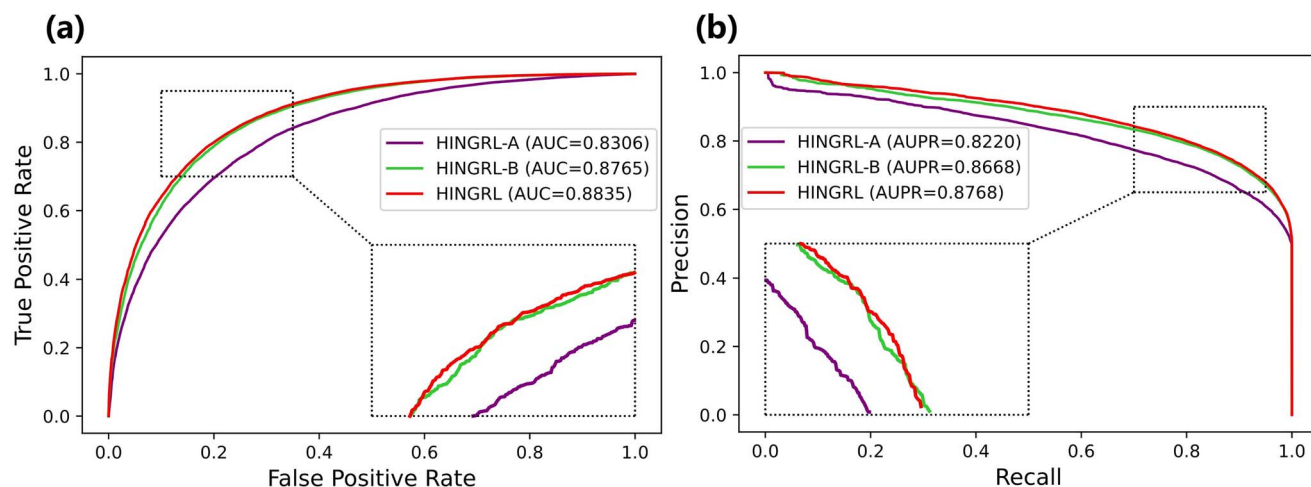 (a)
True Positive Rate
1.0
0.8
0.6
0.4
0.2
0.0
HINGRL-A (AUC=0.8306)
HINGRL-B (AUC=0.8765)
HINGRL (AUC=0.8835)
0.0 0.2 0.4 0.6 0.8 1.0
False Positive Rate
(b)
Precision
1.0
0.8
0.6
0.4
0.2
0.0
HINGRL-A (AUPR=0.8220)
HINGRL-B (AUPR=0.8668)
HINGRL (AUPR=0.8768)
0.0 0.2 0.4 0.6 0.8 1.0
Recall